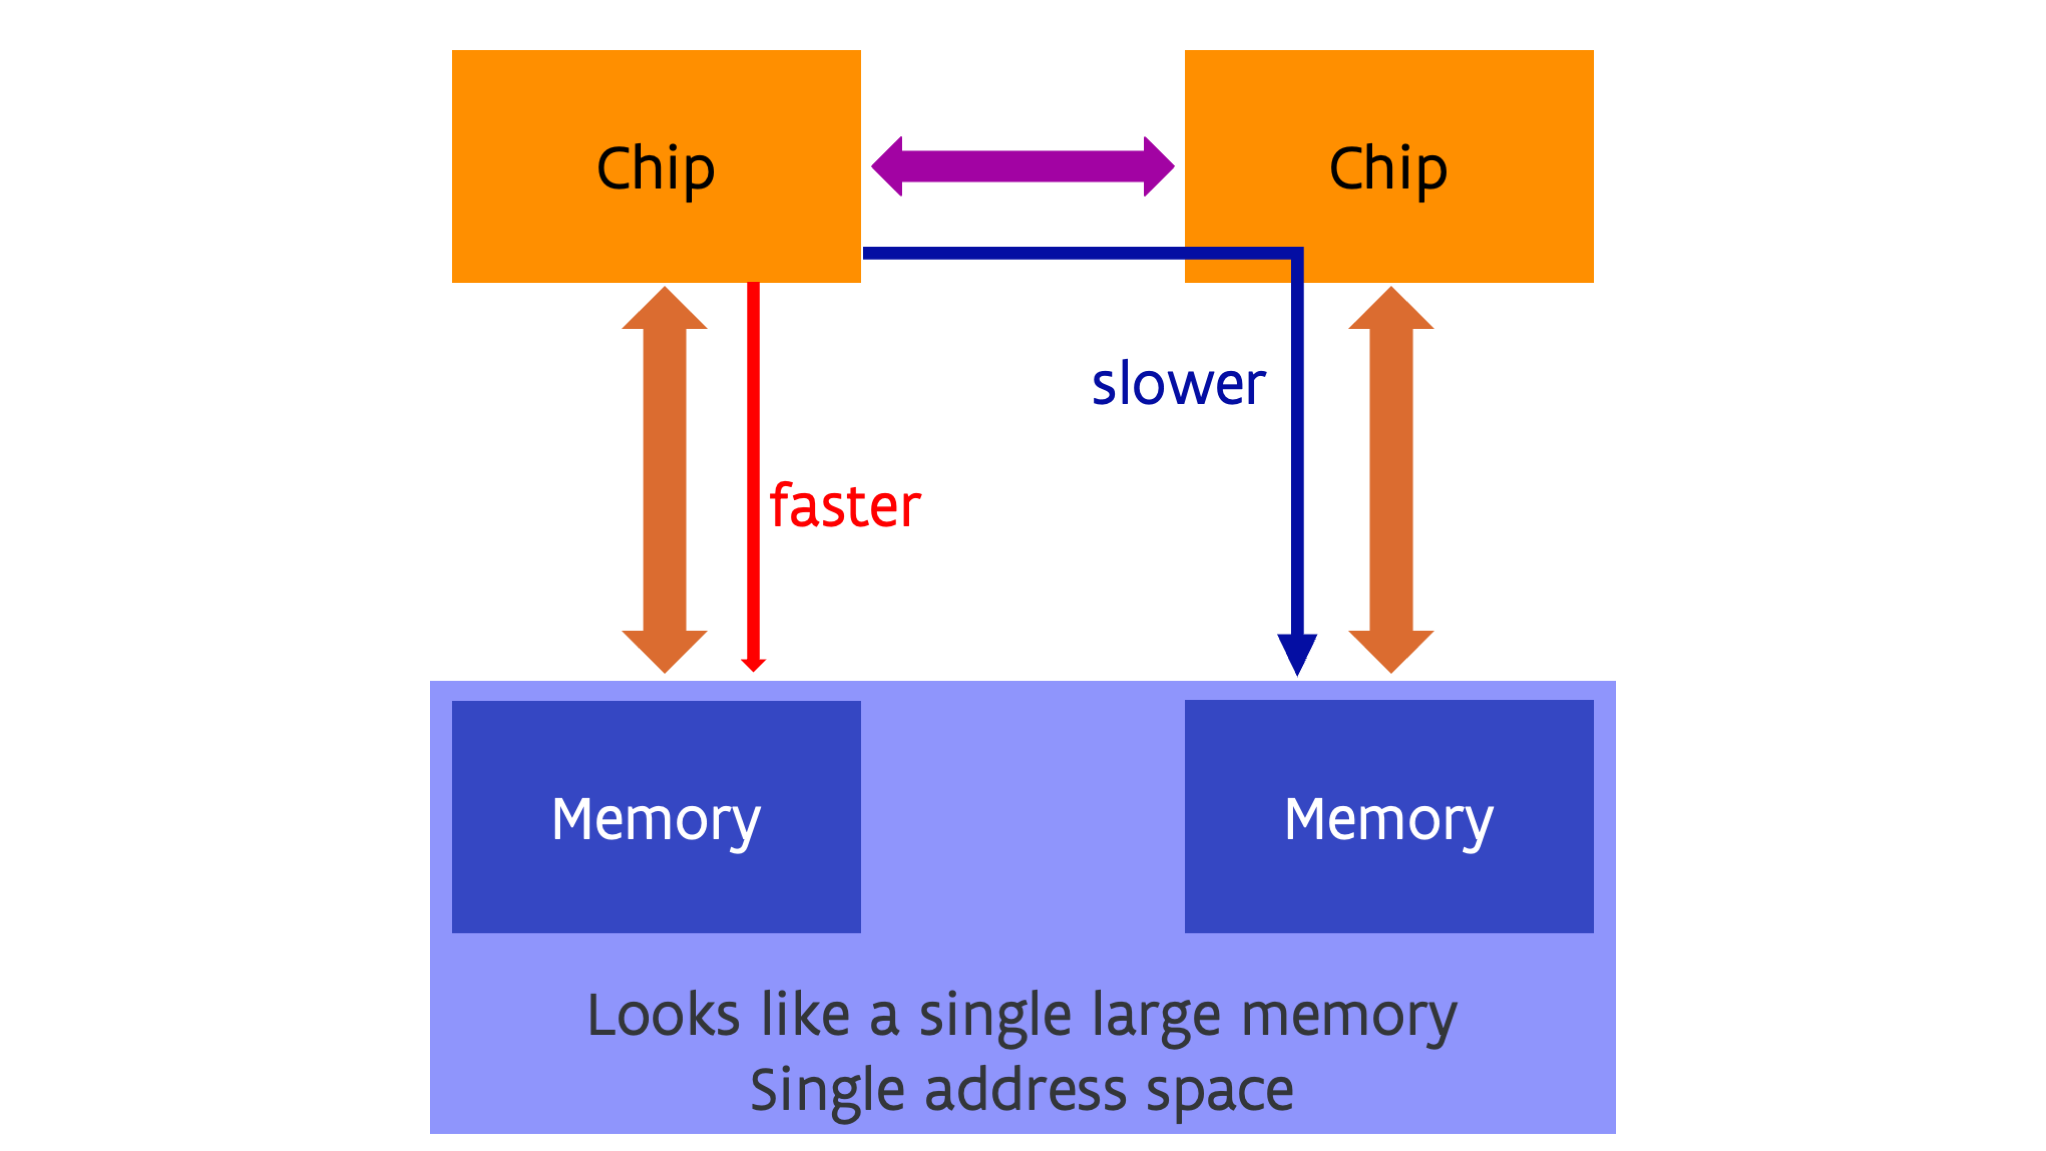 Chip
Chip
slower
faster
Memory
Memory
Looks like a single large memory
Single address space